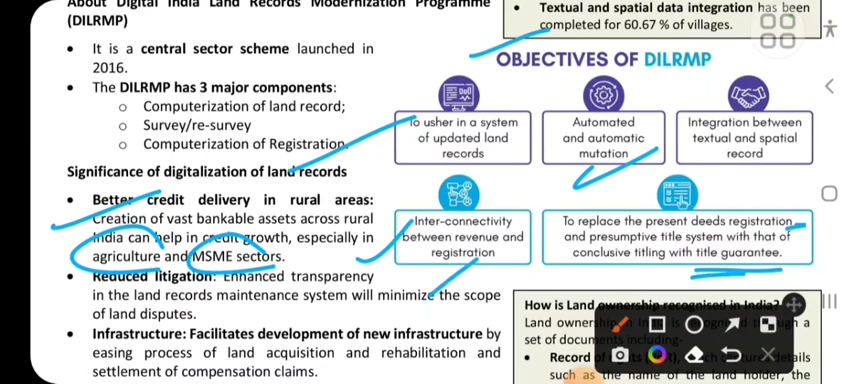 About Digital India Land Records Modernization Programme
(DILRMP)
• It is a central sector scheme launched in
2016.
• The DILRMP has 3 major components:
o Computerization of land record;
o Survey/re-survey
o Computerization of Registration
Significance of digitalization of land records
• Better credit delivery in rural areas:
Creation of vast bankable assets across rural
India can help in credit growth, especially in
agriculture and MSME sectors.
• Reduced litigation: Enhanced transparency
in the land records maintenance system will minimize the scope
of land disputes.
• Infrastructure: Facilitates development of new infrastructure by
easing process of land acquisition and rehabilitation and
settlement of compensation claims.
• Textual and spatial data integration has been
completed for 60.67 % of villages.
OBJECTIVES OF DILRMP
To usher in a system
of updated land
records
Automated
and automatic
mutation
Integration between
textual and spatial
record
Inter-connectivity
between revenue and
registration
To replace the present deeds registration
and presumptive title system with that of
conclusive titling with title guarantee.
How is Land ownership recognised in India?
Land ownership in a
set of documents including-
• Record of details
such as the name of the land holder, the